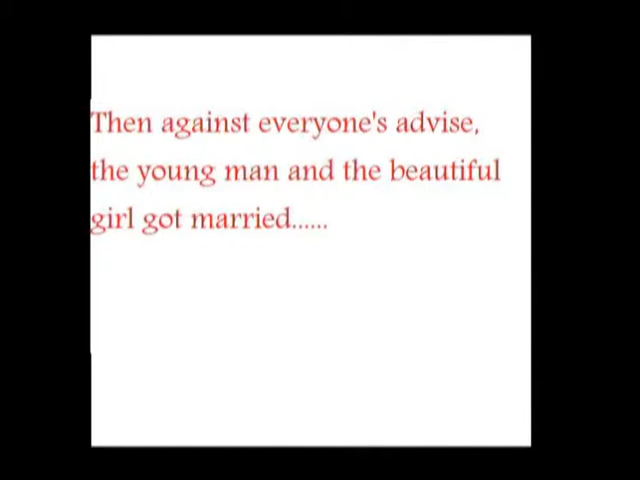 Then against everyone's advise,
the young man and the beautiful
girl got married......